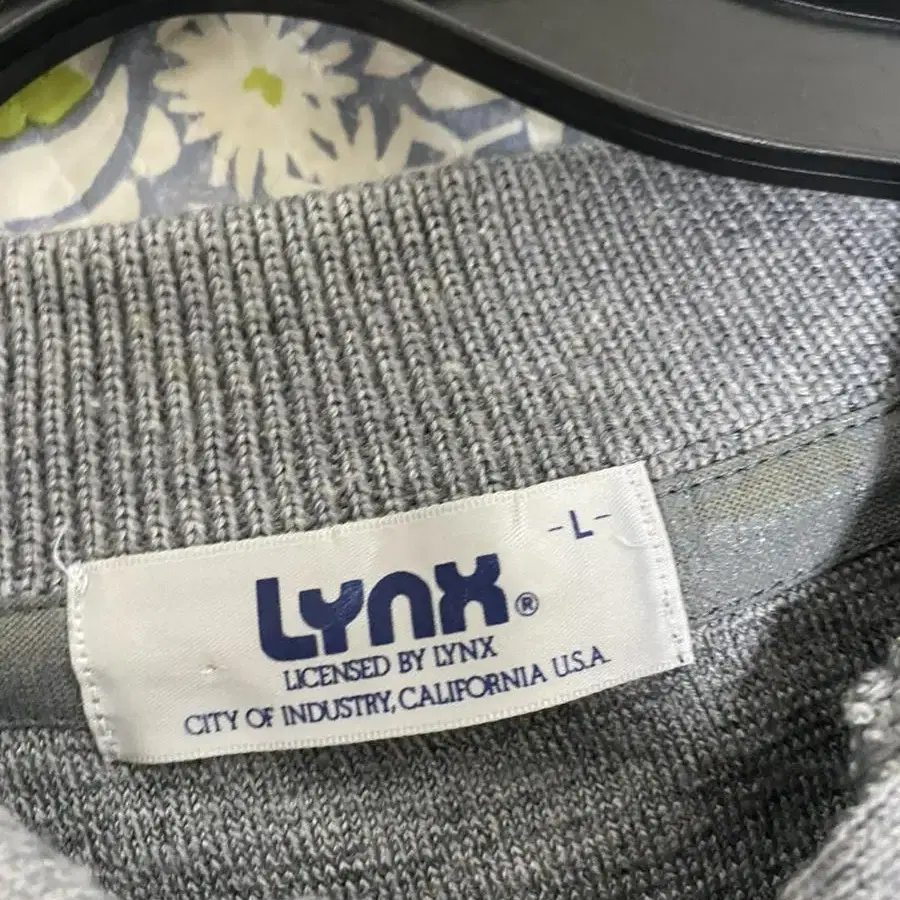 -L-
LYNX®
LICENSED BY LYNX
CITY OF INDUSTRY, CALIFORNIA U.S.A.